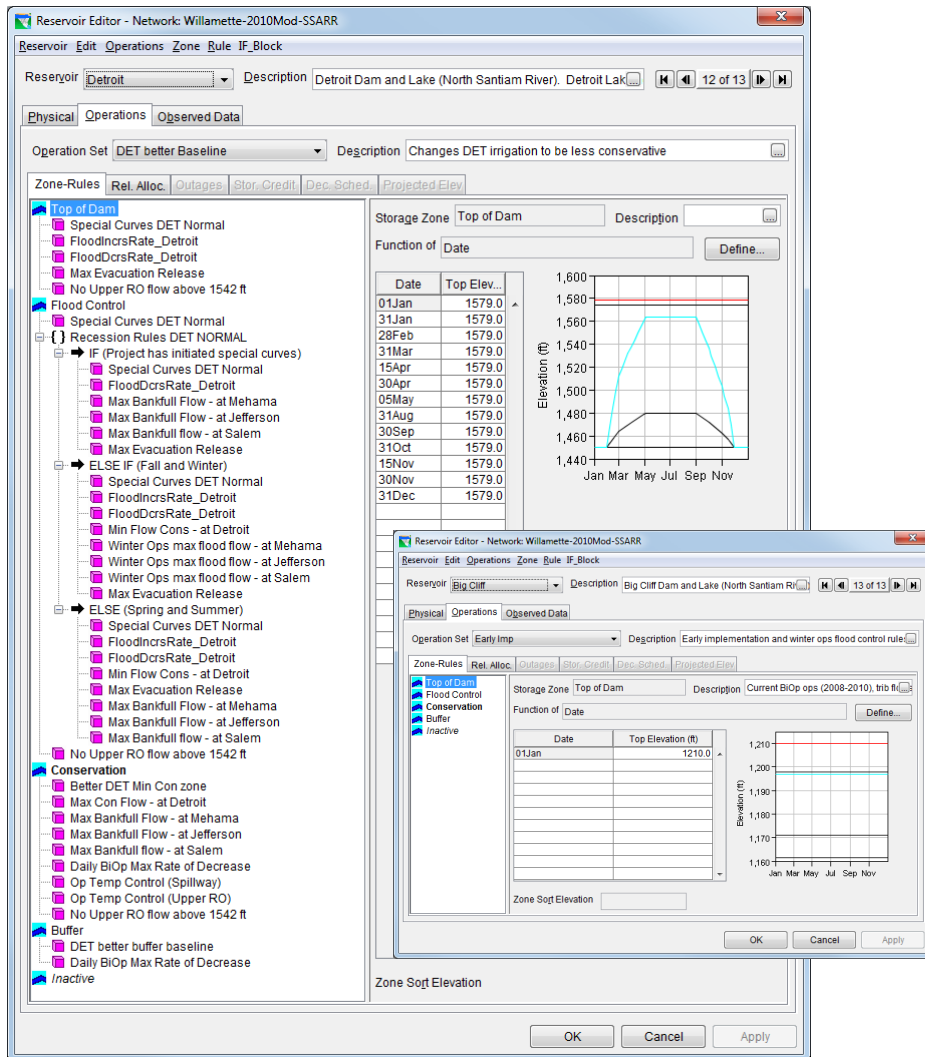 Reservoir Editor - Network: Willamette-2010Mod-SSARR
Reservoir Edit Operations Zone Rule IF_Block
Reservoir Detroit Description Detroit Dam and Lake (North Santiam River). Detroit Lak ... 12 of 13
Physical Operations Observed Data
Operation Set DET better Baseline Description Changes DET irrigation to be less conservative ...
Zone-Rules Rel. Alloc. Outages Stor. Credit Dec. Sched. Projected Elev
Top of Dam
Special Curves DET Normal
FloodIncrsRate_Detroit
FloodDcrsRate_Detroit
Max Evacuation Release
No Upper RO flow above 1542 ft
Flood Control
Special Curves DET Normal
{ } Recession Rules DET NORMAL
IF (Project has initiated special curves)
Special Curves DET Normal
FloodDcrsRate_Detroit
Max Bankfull Flow - at Mehama
Max Bankfull Flow - at Jefferson
Max Bankfull flow - at Salem
Max Evacuation Release
ELSE IF (Fall and Winter)
Special Curves DET Normal
FloodIncrsRate_Detroit
FloodDcrsRate_Detroit
Min Flow Cons - at Detroit
Winter Ops max flood flow - at Mehama
Winter Ops max flood flow - at Jefferson
Winter Ops max flood flow - at Salem
Max Evacuation Release
ELSE (Spring and Summer)
Special Curves DET Normal
FloodIncrsRate_Detroit
FloodDcrsRate_Detroit
Min Flow Cons - at Detroit
Max Evacuation Release
Max Bankfull Flow - at Mehama
Max Bankfull Flow - at Jefferson
Max Bankfull flow - at Salem
No Upper RO flow above 1542 ft
Conservation
Better DET Min Con zone
Max Con Flow - at Detroit
Max Bankfull Flow - at Mehama
Max Bankfull Flow - at Jefferson
Max Bankfull flow - at Salem
Daily BiOp Max Rate of Decrease
Op Temp Control (Spillway)
Op Temp Control (Upper RO)
No Upper RO flow above 1542 ft
Buffer
DET better buffer baseline
Daily BiOp Max Rate of Decrease
Inactive
Storage Zone Top of Dam Description ...
Function of Date Define...
Date Top Elev...
01Jan 1579.0
31Jan 1579.0
28Feb 1579.0
31Mar 1579.0
15Apr 1579.0
30Apr 1579.0
05May 1579.0
31Aug 1579.0
30Sep 1579.0
31Oct 1579.0
15Nov 1579.0
30Nov 1579.0
31Dec 1579.0
Elevation (ft)
1,600
1,580
1,560
1,540
1,520
1,500
1,480
1,460
1,440
Jan Mar May Jul Sep Nov
Zone Sort Elevation
OK Cancel Apply
Reservoir Editor - Network: Willamette-2010Mod-SSARR
Reservoir Edit Operations Zone Rule IF_Block
Reservoir Big Cliff Description Big Cliff Dam and Lake (North Santiam Ri ... 13 of 13
Physical Operations Observed Data
Operation Set Early Imp Description Early implementation and winter ops flood control rule ...
Zone-Rules Rel. Alloc. Outages Stor. Credit Dec. Sched. Projected Elev
Top of Dam
Flood Control
Conservation
Buffer
Inactive
Storage Zone Top of Dam Description Current BiOp ops (2008-2010), trib fl ...
Function of Date Define...
Date Top Elevation (ft)
01Jan 1210.0
Elevation (ft)
1,210
1,200
1,190
1,180
1,170
1,160
Jan Mar May Jul Sep Nov
Zone Sort Elevation
OK Cancel Apply